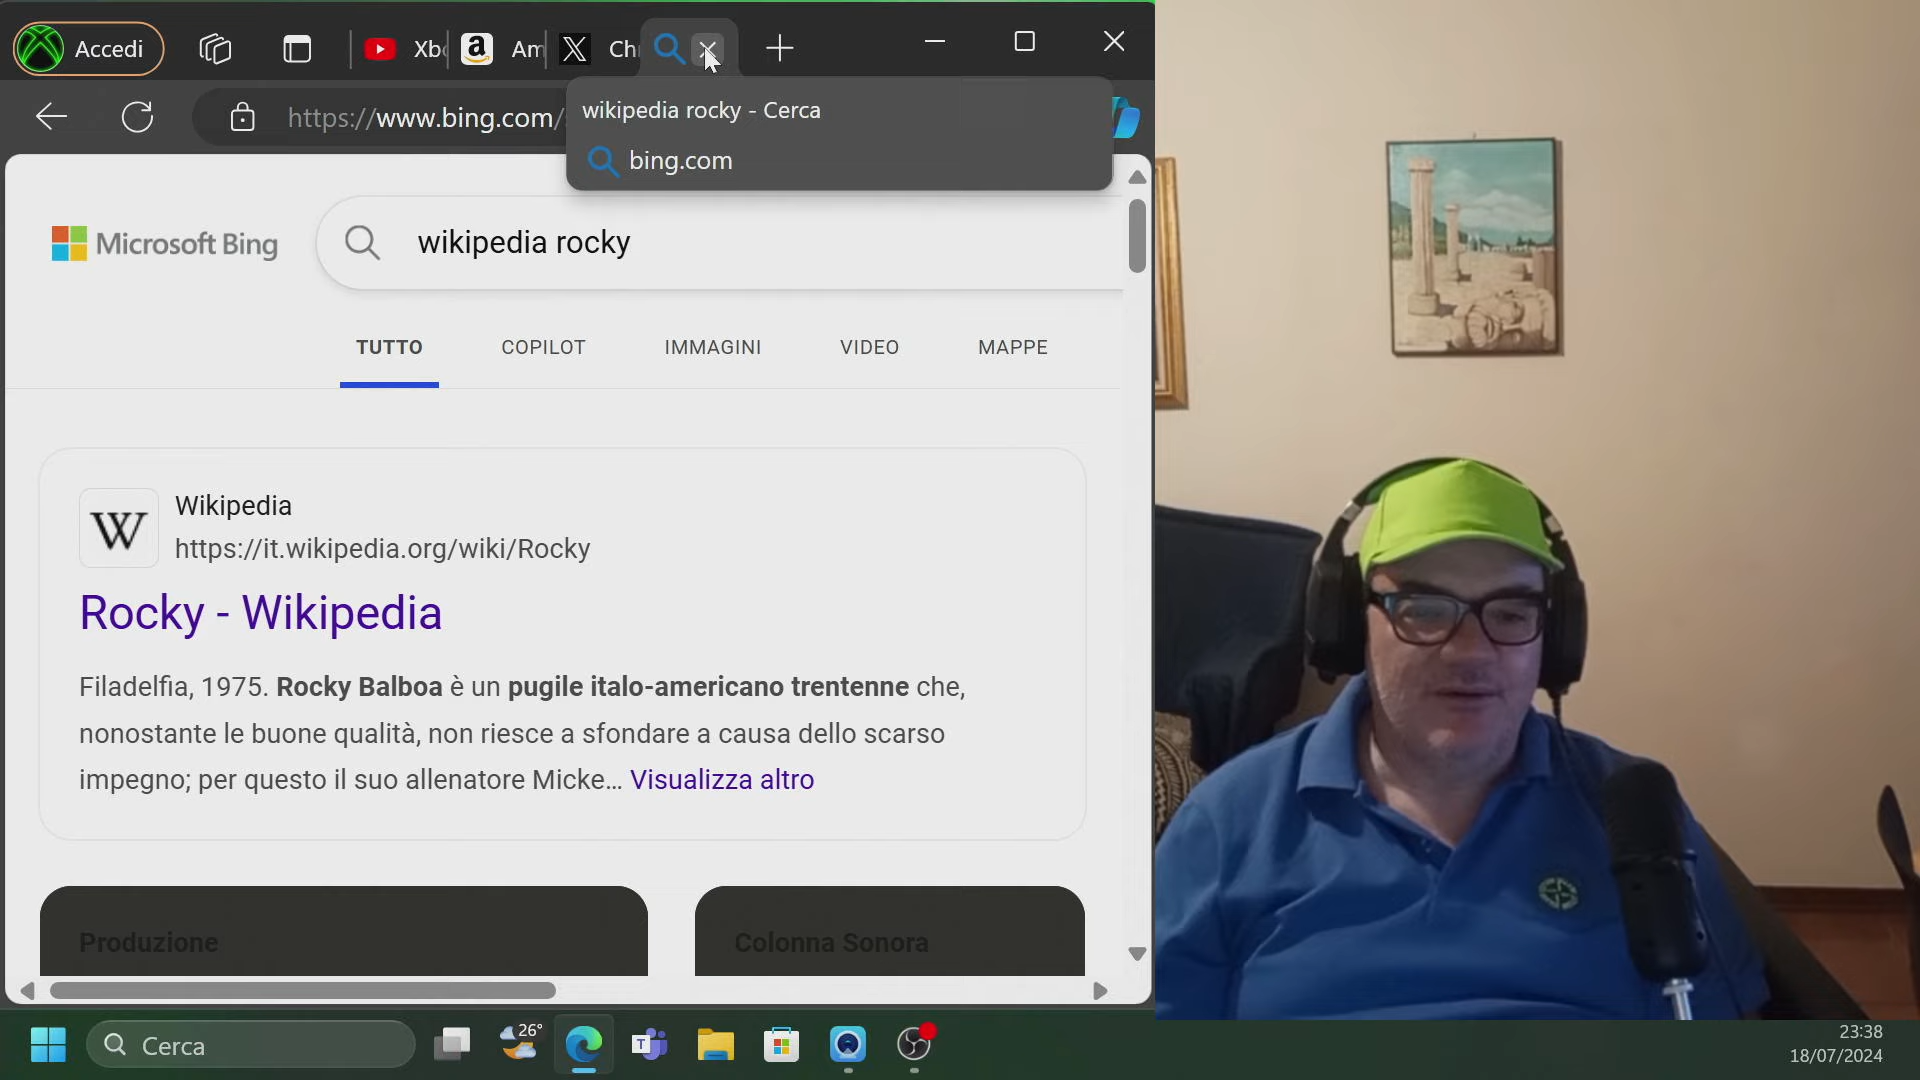 Accedi
Xb
Am
Ch
https://www.bing.com/
wikipedia rocky - Cerca
bing.com
Microsoft Bing
wikipedia rocky
TUTTO
COPILOT
IMMAGINI
VIDEO
MAPPE
W
Wikipedia
https://it.wikipedia.org/wiki/Rocky
Rocky - Wikipedia
Filadelfia, 1975. Rocky Balboa è un pugile italo-americano trentenne che,
nonostante le buone qualità, non riesce a sfondare a causa dello scarso
impegno; per questo il suo allenatore Micke… Visualizza altro
Produzione
Colonna Sonora
Cerca
26°
23:38
18/07/2024